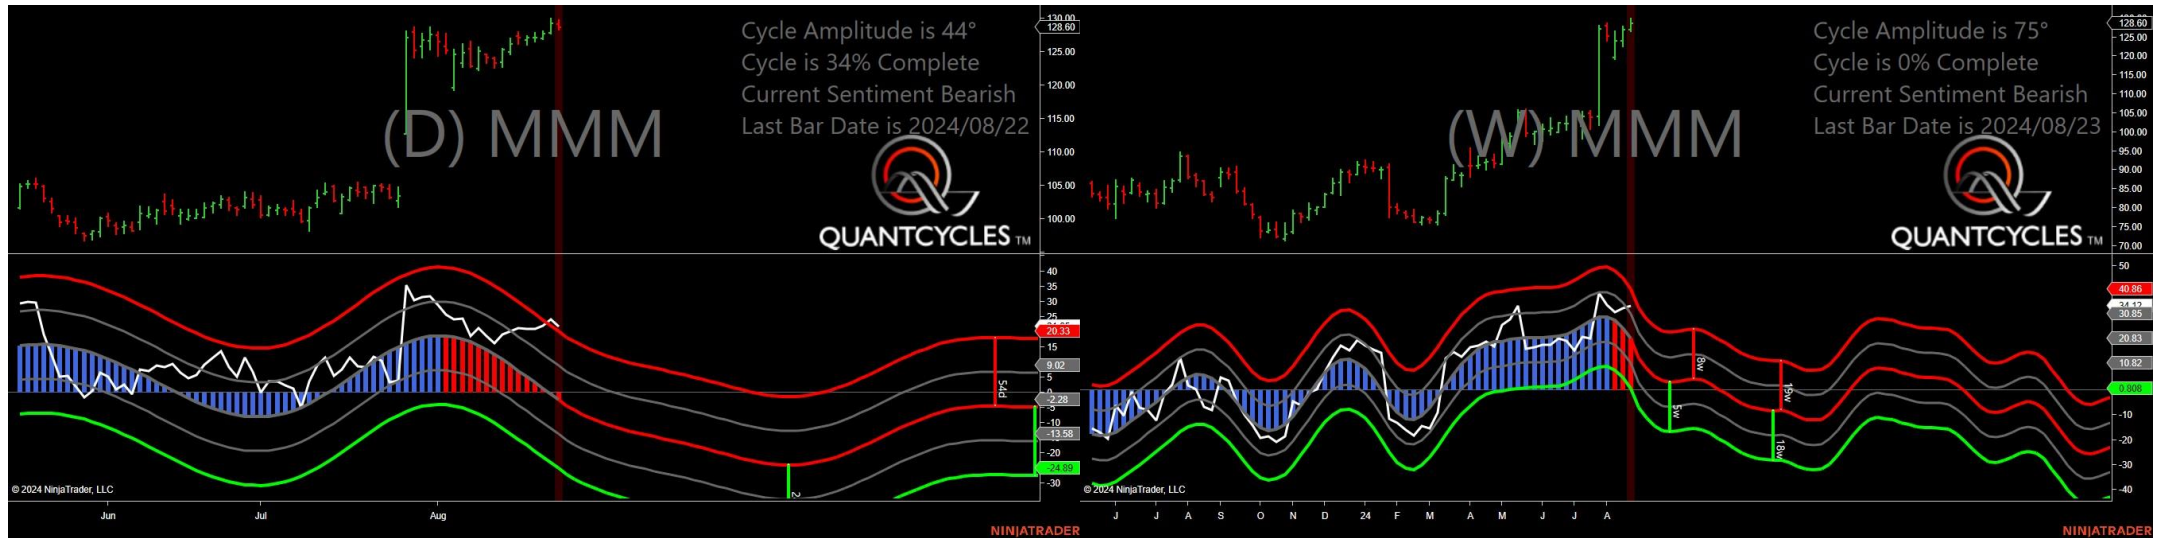 Cycle Amplitude is 44°
Cycle is 34% Complete
Current Sentiment Bearish
Last Bar Date is 2024/08/22
(D) MMM
QUANTCYCLES TM
130.00
128.60
125.00
120.00
115.00
110.00
105.00
100.00
40
35
30
25
20.33
15
9.02
5
-2.28
-5
-10
-13.58
-20
-24.89
-30
54d
2
© 2024 NinjaTrader, LLC
Jun
Jul
Aug
NINJATRADER
Cycle Amplitude is 75°
Cycle is 0% Complete
Current Sentiment Bearish
Last Bar Date is 2024/08/23
(W) MMM
QUANTCYCLES TM
128.60
125.00
120.00
115.00
110.00
105.00
100.00
95.00
90.00
85.00
80.00
75.00
70.00
50
40.86
34.12
30.85
20.83
10.82
0.808
-10
-20
-30
-40
8w
5w
19w
18w
© 2024 NinjaTrader, LLC
J J A S O N D 24 F M A M J J A
NINJATRADER